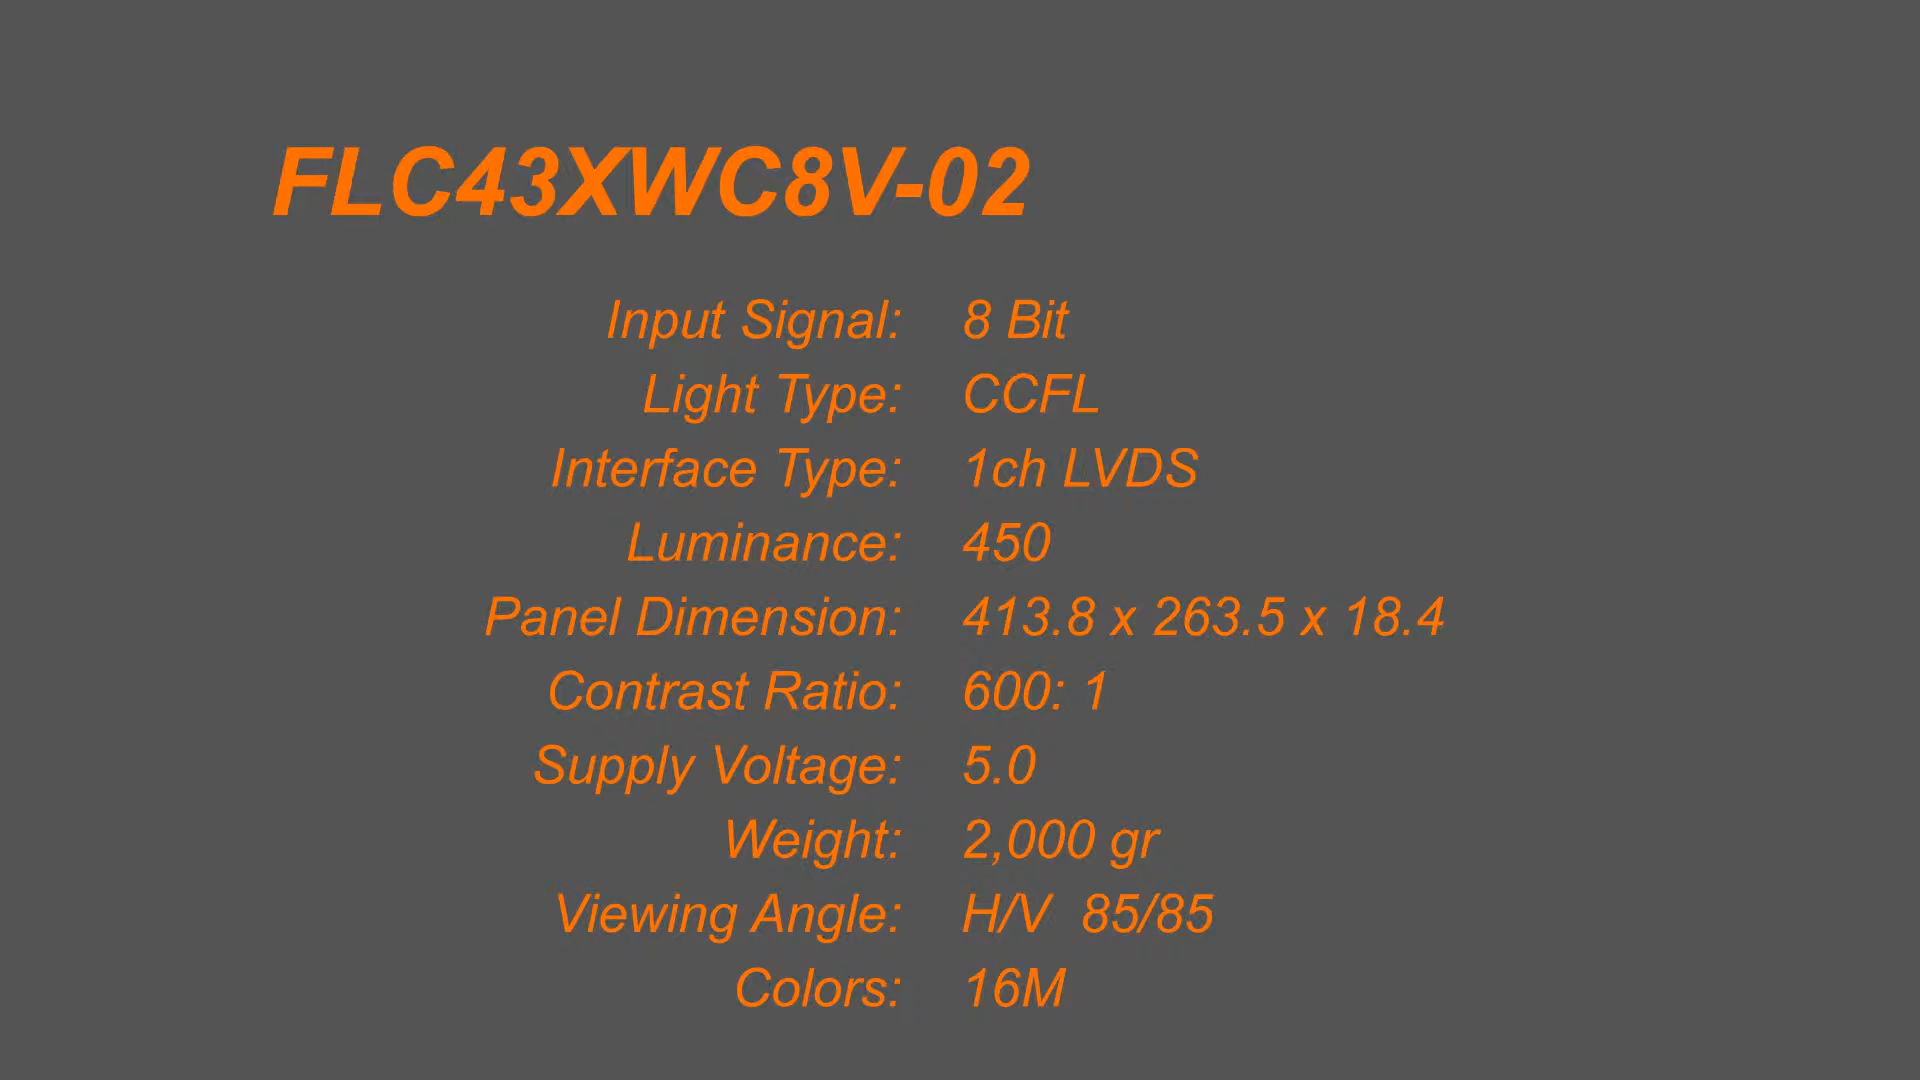 FLC43XWC8V-02
Input Signal: 8 Bit
Light Type: CCFL
Interface Type: 1ch LVDS
Luminance: 450
Panel Dimension: 413.8 x 263.5 x 18.4
Contrast Ratio: 600: 1
Supply Voltage: 5.0
Weight: 2,000 gr
Viewing Angle: H/V  85/85
Colors: 16M